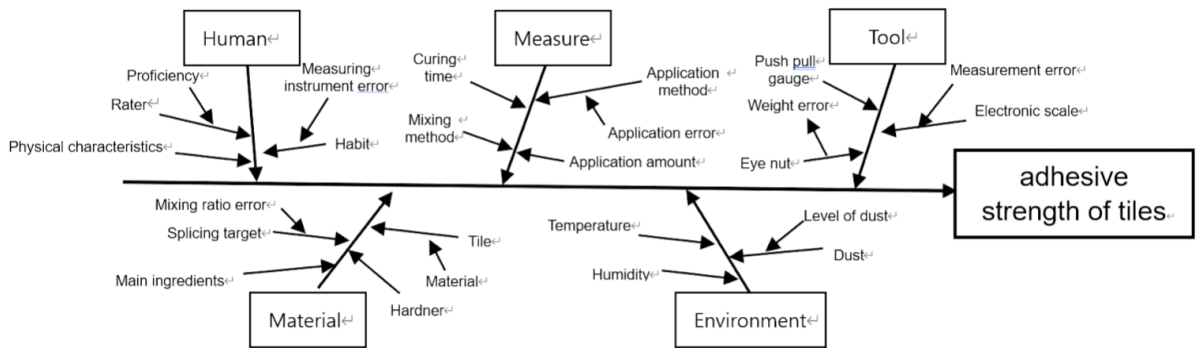 Human
Measure
Tool
Proficiency
Measuring
instrument error
Rater
Physical characteristics
Habit
Curing
time
Application
method
Mixing
method
Application error
Application amount
Push pull
gauge
Measurement error
Weight error
Electronic scale
Eye nut
adhesive
strength of tiles
Mixing ratio error
Splicing target
Tile
Main ingredients
Material
Hardner
Temperature
Level of dust
Dust
Humidity
Material
Environment